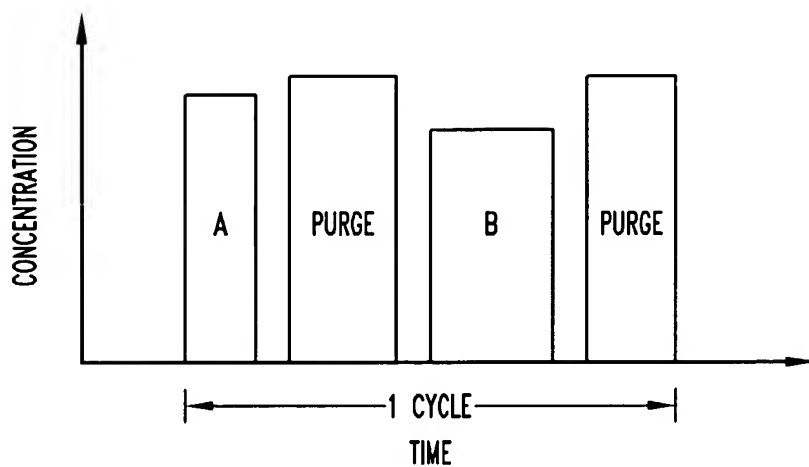 CONCENTRATION
A
PURGE
B
PURGE
1 CYCLE
TIME